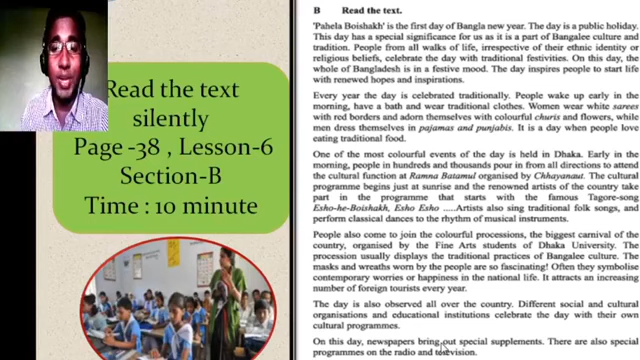 Read the text
silently
Page -38 , Lesson-6
Section-B
Time : 10 minute
B Read the text.
'Pahela Boishakh' is the first day of Bangla new year. The day is a public holiday.
This day has a special significance for us as it is a part of Bangalee culture and
tradition. People from all walks of life, irrespective of their ethnic identity or
religious beliefs, celebrate the day with traditional festivities. On this day, the
whole of Bangladesh is in a festive mood. The day inspires people to start life
with renewed hopes and inspirations.
Every year the day is celebrated traditionally. People wake up early in the
morning, have a bath and wear traditional clothes. Women wear white sarees
with red borders and adorn themselves with colourful churis and flowers, while
men dress themselves in pajamas and punjabis. It is a day when people love
eating traditional food.
One of the most colourful events of the day is held in Dhaka. Early in the
morning, people in hundreds and thousands pour in from all directions to attend
the cultural function at Ramna Batamul organised by Chhayanaut. The cultural
programme begins just at sunrise and the renowned artists of the country take
part in the programme that starts with the famous Tagore-song
Esho-he-Boishakh, Esho Esho .....Artists also sing traditional folk songs, and
perform classical dances to the rhythm of musical instruments.
People also come to join the colourful processions, the biggest carnival of the
country, organised by the Fine Arts students of Dhaka University. The
procession usually displays the traditional practices of Bangalee culture. The
masks and wreaths worn by the people are so fascinating! Often they symbolise
contemporary worries or happiness in the national life. It attracts an increasing
number of foreign tourists every year.
The day is also observed all over the country. Different social and cultural
organisations and educational institutions celebrate the day with their own
cultural programmes.
On this day, newspapers bring out special supplements. There are also special
programmes on the radio and television.